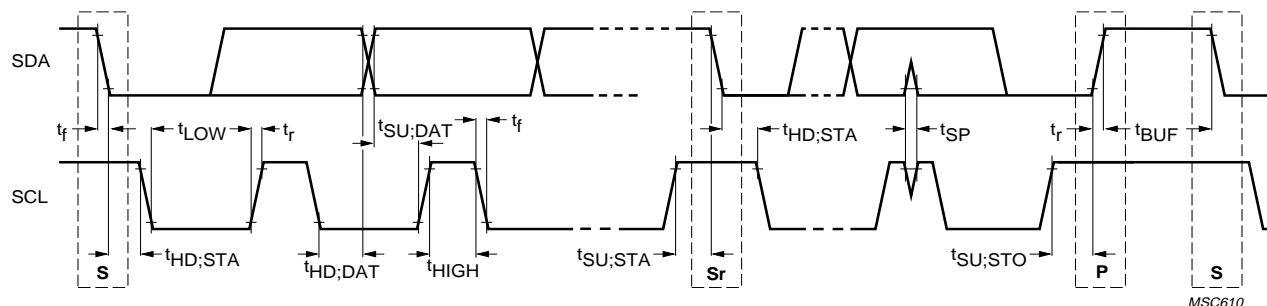 SDA
t_f t_LOW t_r t_SU;DAT t_f t_HD;STA t_SP t_r t_BUF
SCL
S t_HD;STA t_HD;DAT t_HIGH t_SU;STA Sr t_SU;STO P S
MSC610